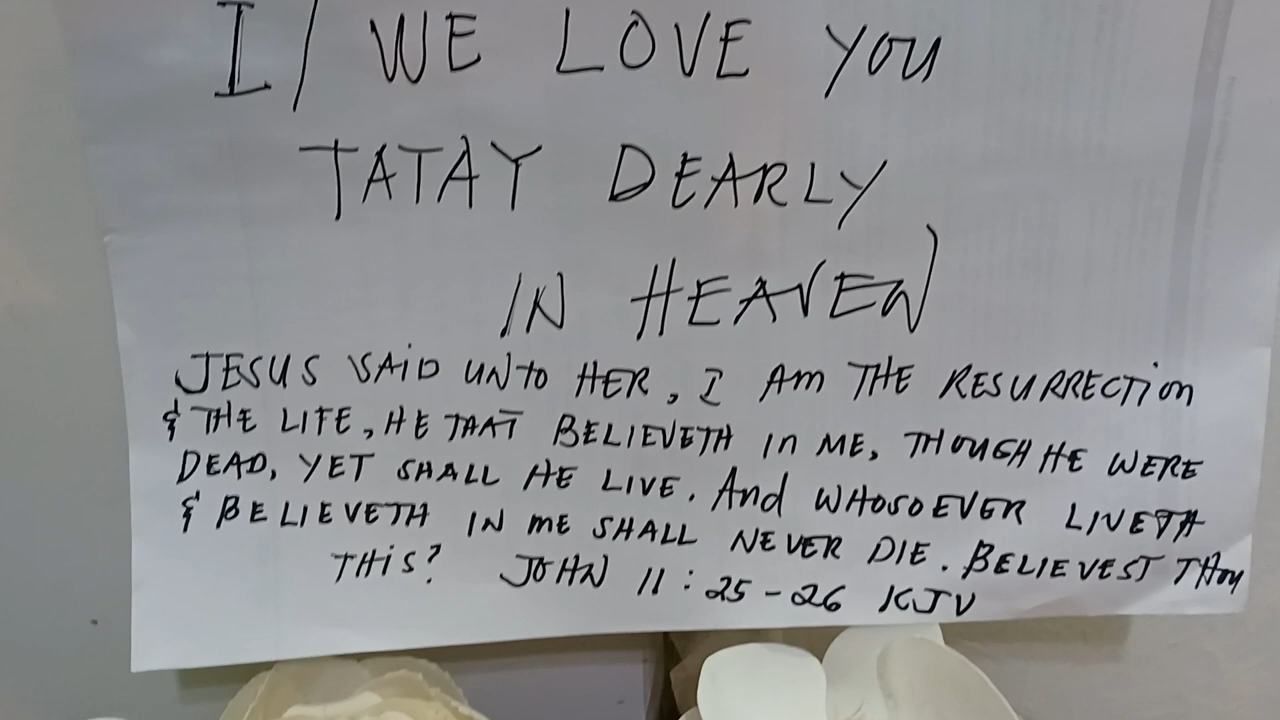 I/ WE LOVE YOU
TATAY DEARLY
IN HEAVEN
JESUS SAID UNTO HER, I AM THE RESURRECTION
& THE LIFE, HE THAT BELIEVETH IN ME, THOUGH HE WERE
DEAD, YET SHALL HE LIVE. And WHOSOEVER LIVETH
& BELIEVETH IN ME SHALL NEVER DIE. BELIEVEST THOU
THIS? JOHN 11:25-26 KJV